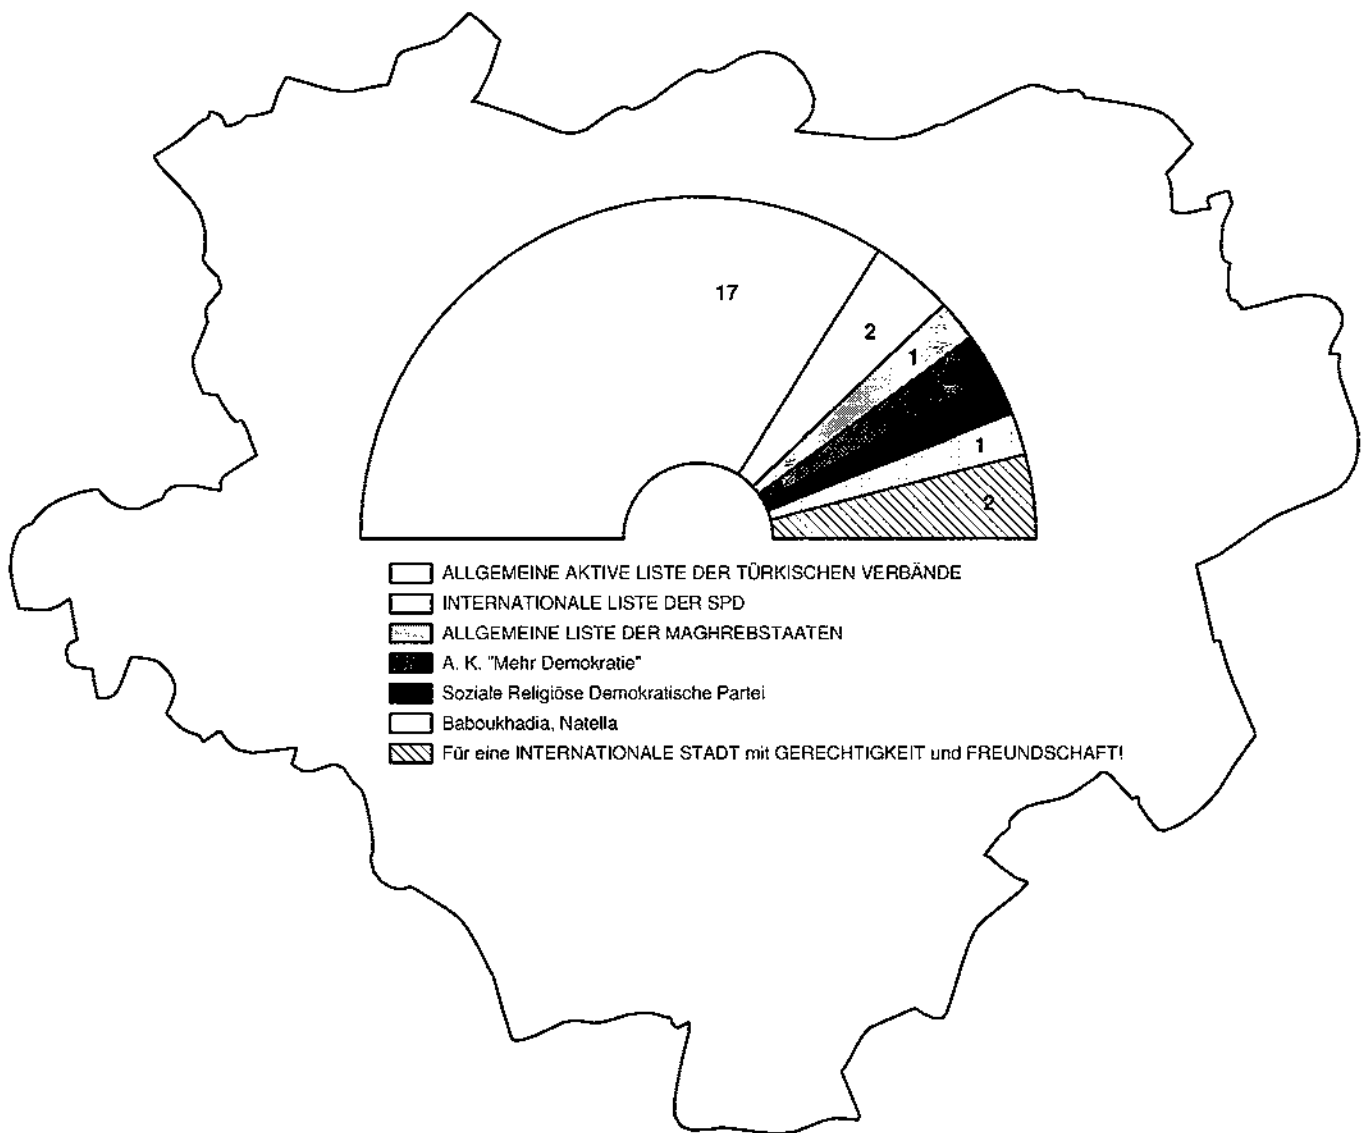 17
2
1
1
2
ALLGEMEINE AKTIVE LISTE DER TÜRKISCHEN VERBÄNDE
INTERNATIONALE LISTE DER SPD
ALLGEMEINE LISTE DER MAGHREBSTAATEN
A. K. "Mehr Demokratie"
Soziale Religiöse Demokratische Partei
Baboukhadia, Natella
Für eine INTERNATIONALE STADT mit GERECHTIGKEIT und FREUNDSCHAFT!